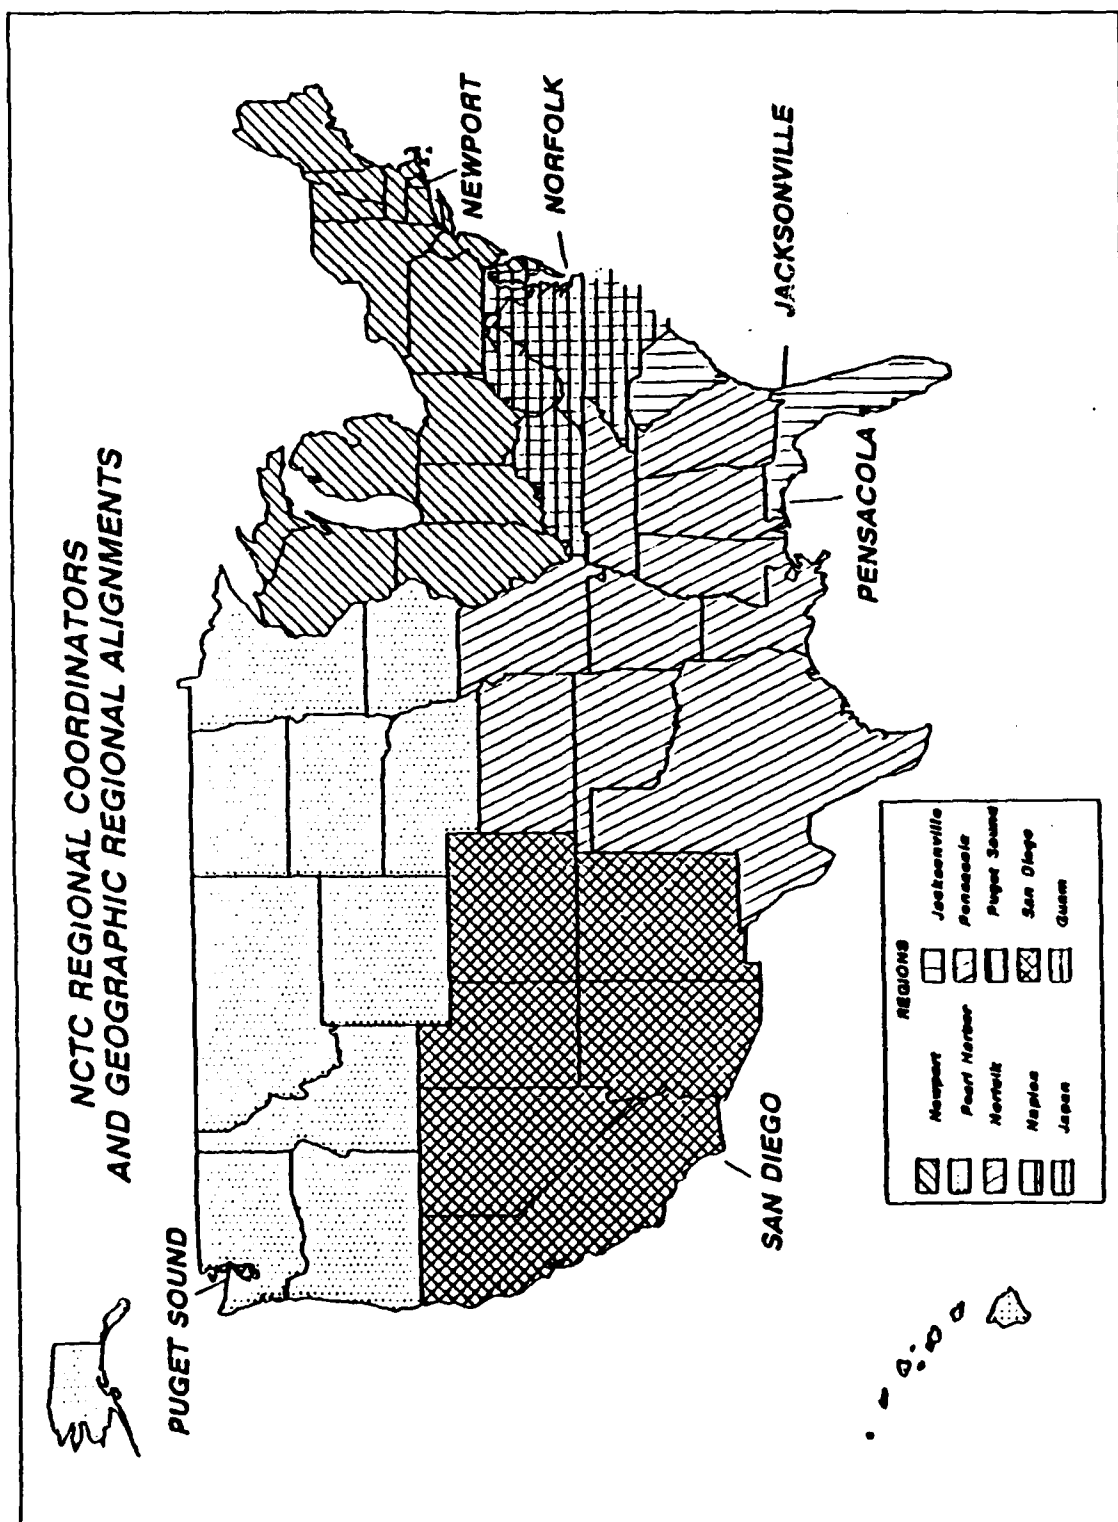 NCTC REGIONAL COORDINATORS
AND GEOGRAPHIC REGIONAL ALIGNMENTS
PUGET SOUND
NEWPORT
NORFOLK
JACKSONVILLE
PENSACOLA
SAN DIEGO
REGIONS
Newport Jacksonville
Pearl Harbor Pensacola
Norfolk Puget Sound
Naples San Diego
Japan Guam